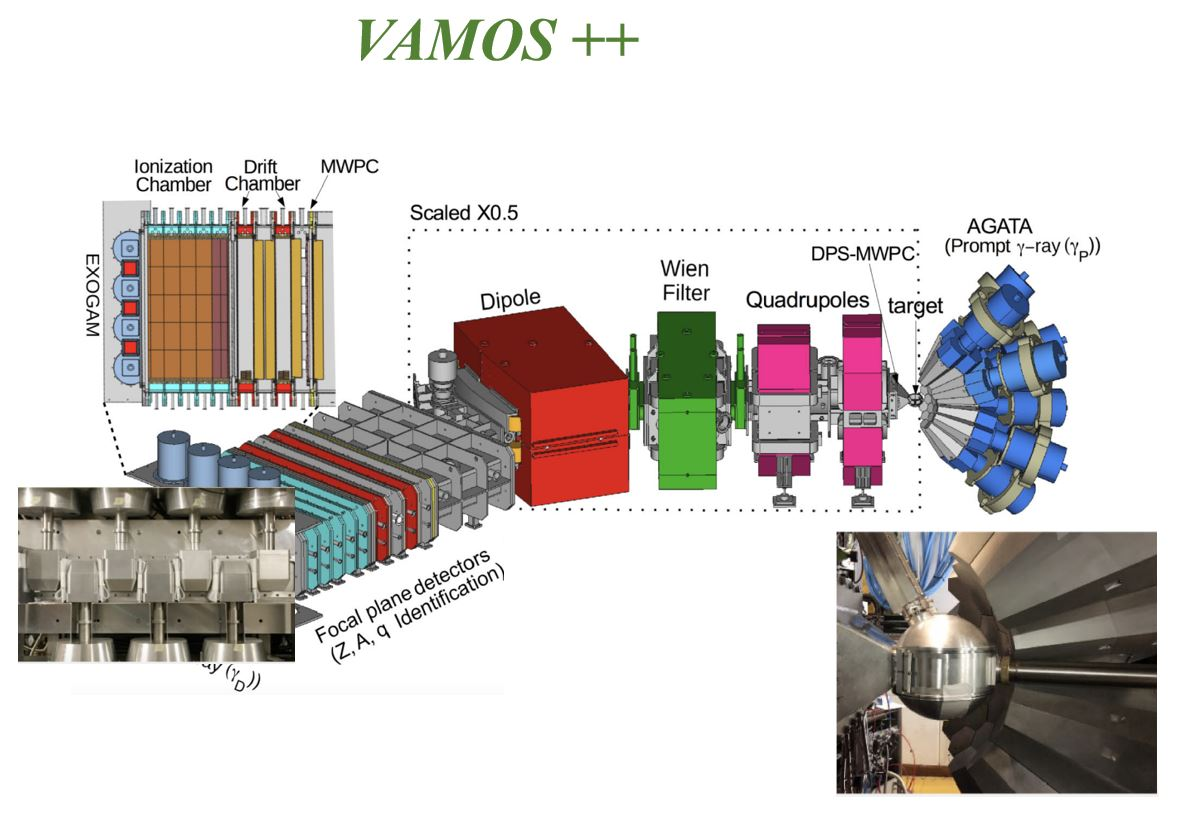 VAMOS ++
Ionization
Chamber
Drift
Chamber
MWPC
EXOGAM
Scaled X0.5
Dipole
Wien
Filter
Quadrupoles
DPS-MWPC
target
AGATA
(Prompt γ-ray (γP))
Focal plane detectors
(Z, A, q Identification)
(γD))